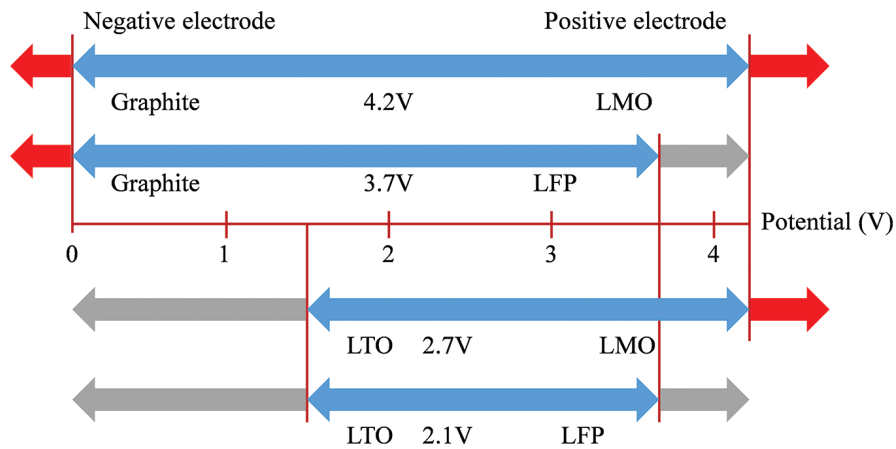 Negative electrode Positive electrode
Graphite 4.2V LMO
Graphite 3.7V LFP
Potential (V)
0 1 2 3 4
LTO 2.7V LMO
LTO 2.1V LFP